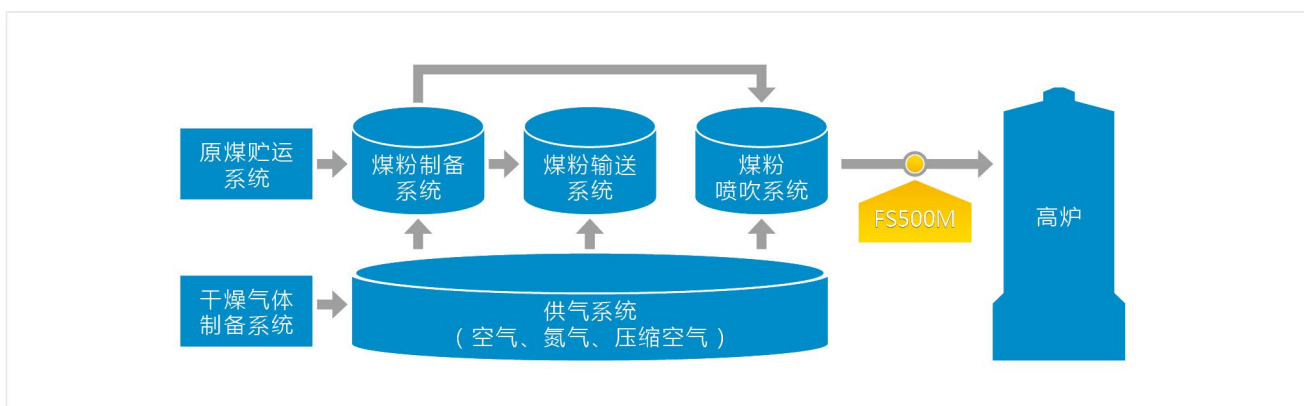 原煤贮运
系统
煤粉制备
系统
煤粉输送
系统
煤粉
喷吹系统
FS500M
高炉
干燥气体
制备系统
供气系统
（空气、氮气、压缩空气）